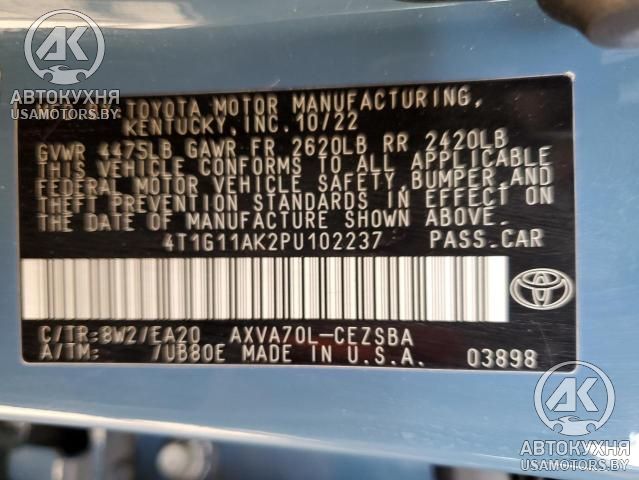 АК
АВТОКУХНЯ
USAMOTORS.BY
TOYOTA MOTOR MANUFACTURING,
KENTUCKY, INC. 10/22
GVWR 4475LB GAWR FR 2620LB RR 2420LB
THIS VEHICLE CONFORMS TO ALL APPLICABLE
FEDERAL MOTOR VEHICLE SAFETY, BUMPER, AND
THEFT PREVENTION STANDARDS IN EFFECT ON
THE DATE OF MANUFACTURE SHOWN ABOVE.
4T1G11AK2PU102237 PASS.CAR
TOYOTA
C/TR:8W2/EA20 AXVA70L-CEZSBA
A/TM: /UB80E MADE IN U.S.A. 03898
АК
АВТОКУХНЯ
USAMOTORS.BY